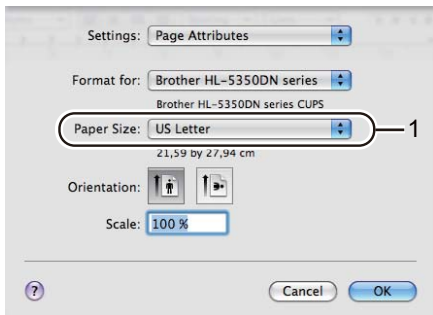 Settings: Page Attributes
Format for: Brother HL-5350DN series
Brother HL-5350DN series CUPS
Paper Size: US Letter 1
21,59 by 27,94 cm
Orientation:
Scale: 100 %
? Cancel OK